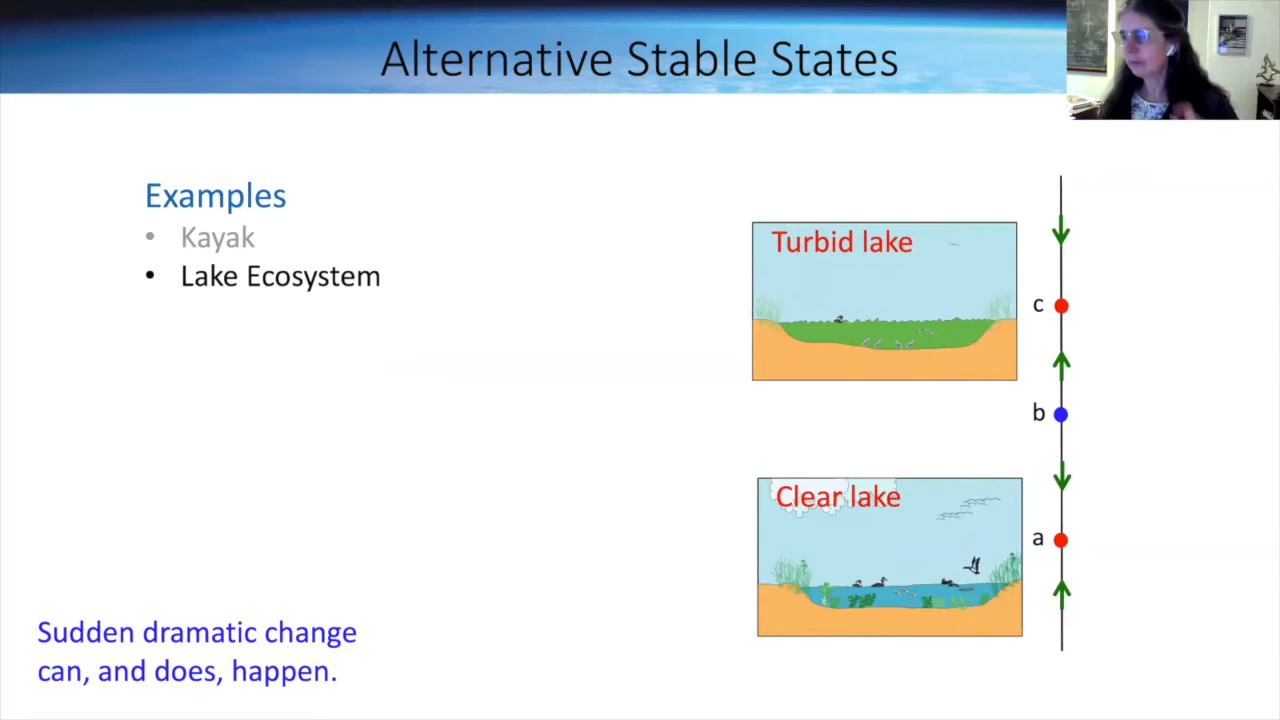 Alternative Stable States
Examples
• Kayak
• Lake Ecosystem
Turbid lake
c
b
Clear lake
a
Sudden dramatic change
can, and does, happen.